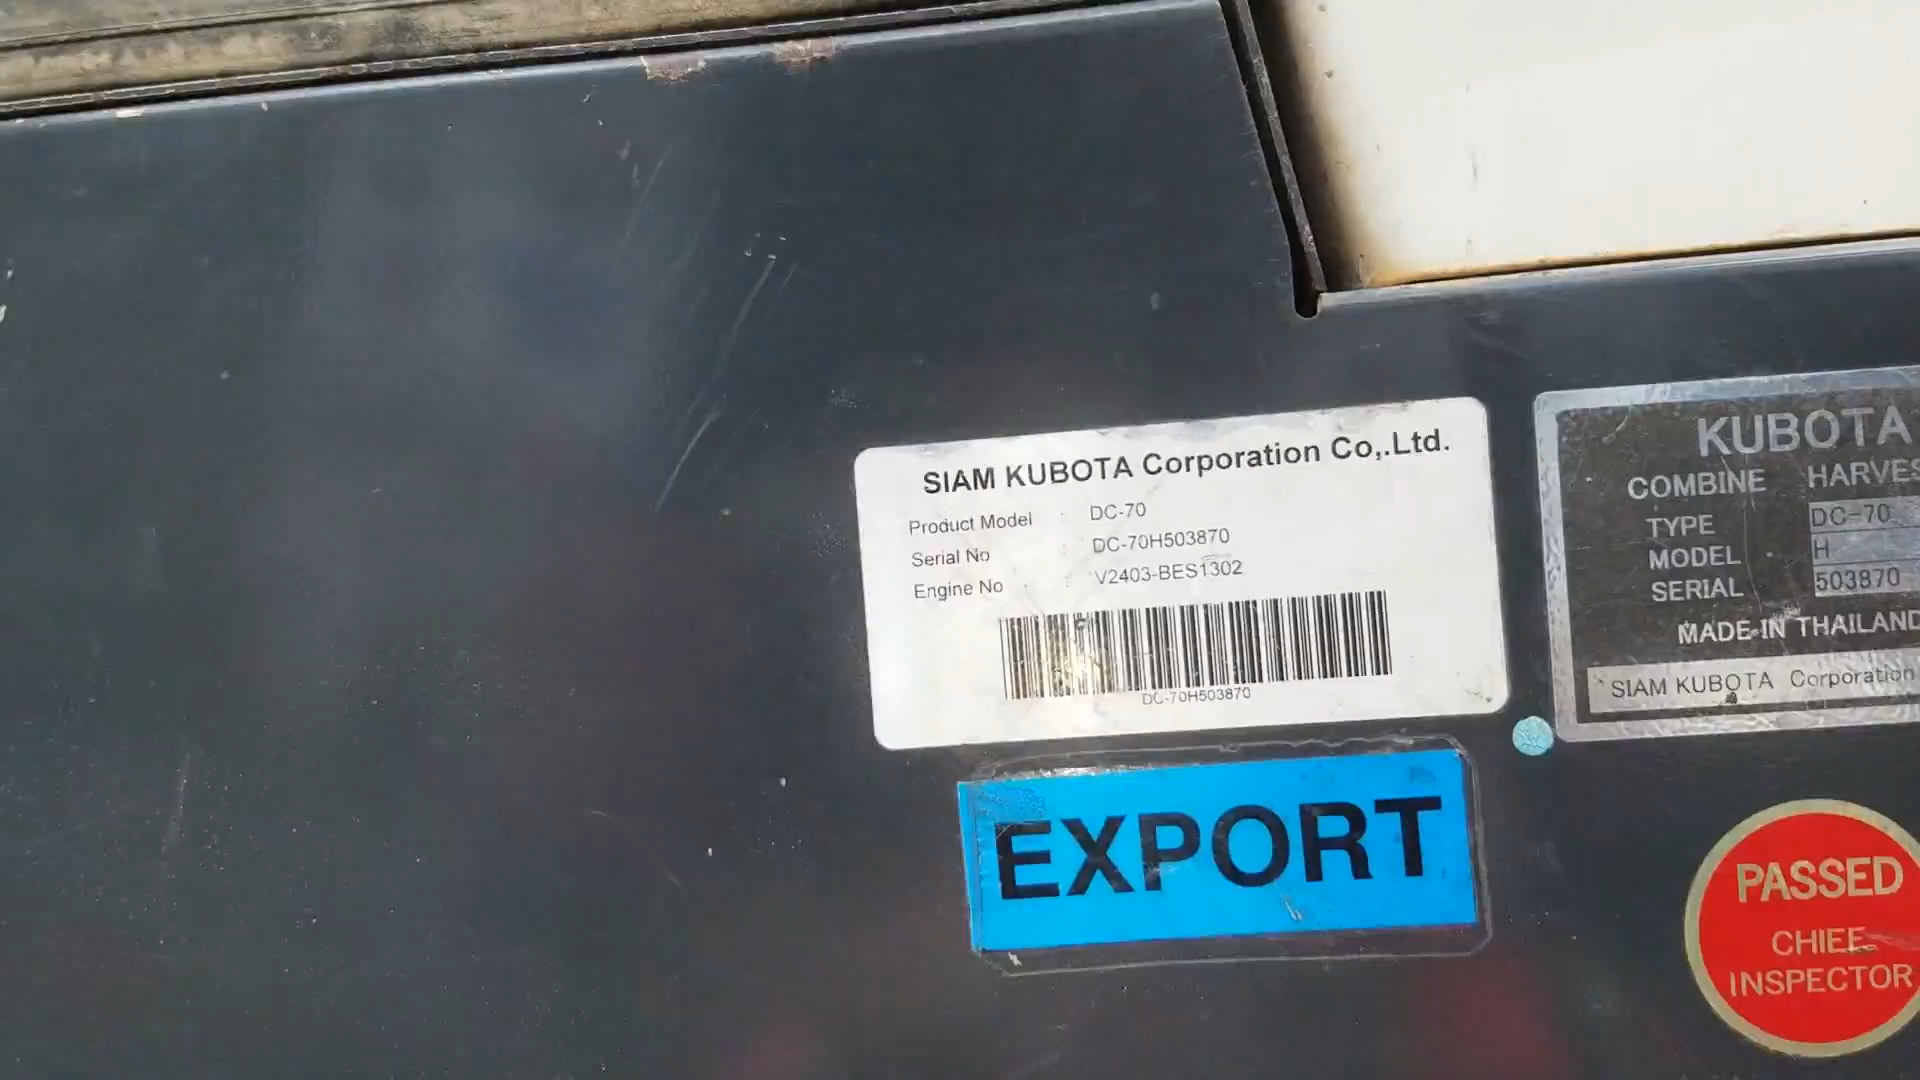 SIAM KUBOTA Corporation Co,.Ltd.
Product Model : DC-70
Serial No : DC-70H503870
Engine No : V2403-BES1302
DC-70H503870
EXPORT
KUBOTA
COMBINE HARVES
TYPE DC-70
MODEL H
SERIAL 503870
MADE IN THAILAND
SIAM KUBOTA Corporation
PASSED
CHIEF
INSPECTOR